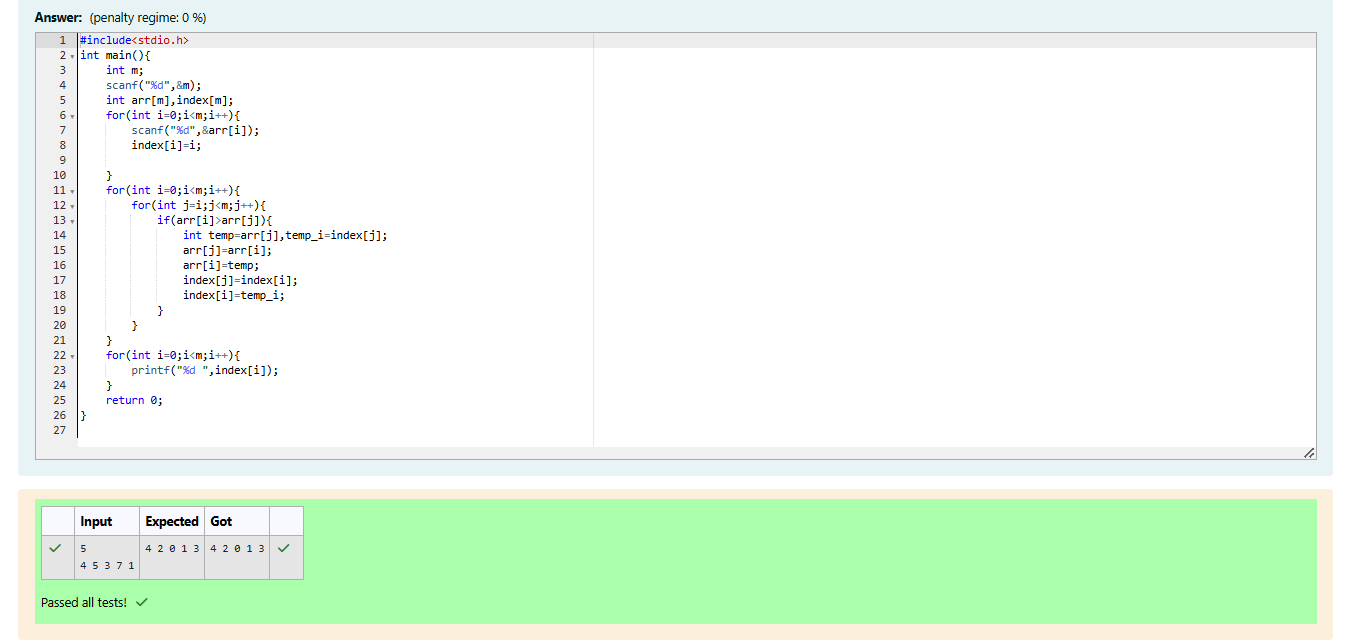 Answer: (penalty regime: 0 %)
1 #include<stdio.h>
2 int main(){
3     int m;
4     scanf("%d",&m);
5     int arr[m],index[m];
6     for(int i=0;i<m;i++){
7         scanf("%d",&arr[i]);
8         index[i]=i;
9
10     }
11     for(int i=0;i<m;i++){
12         for(int j=i;j<m;j++){
13             if(arr[i]>arr[j]){
14                 int temp=arr[j],temp_i=index[j];
15                 arr[j]=arr[i];
16                 arr[i]=temp;
17                 index[j]=index[i];
18                 index[i]=temp_i;
19             }
20         }
21     }
22     for(int i=0;i<m;i++){
23         printf("%d ",index[i]);
24     }
25     return 0;
26 }
27
Input Expected Got
5 4 2 0 1 3 4 2 0 1 3
4 5 3 7 1
Passed all tests!